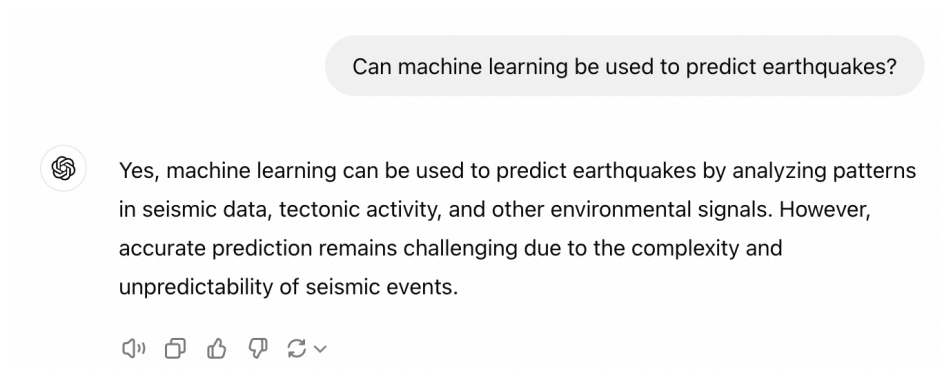 Can machine learning be used to predict earthquakes?
Yes, machine learning can be used to predict earthquakes by analyzing patterns
in seismic data, tectonic activity, and other environmental signals. However,
accurate prediction remains challenging due to the complexity and
unpredictability of seismic events.